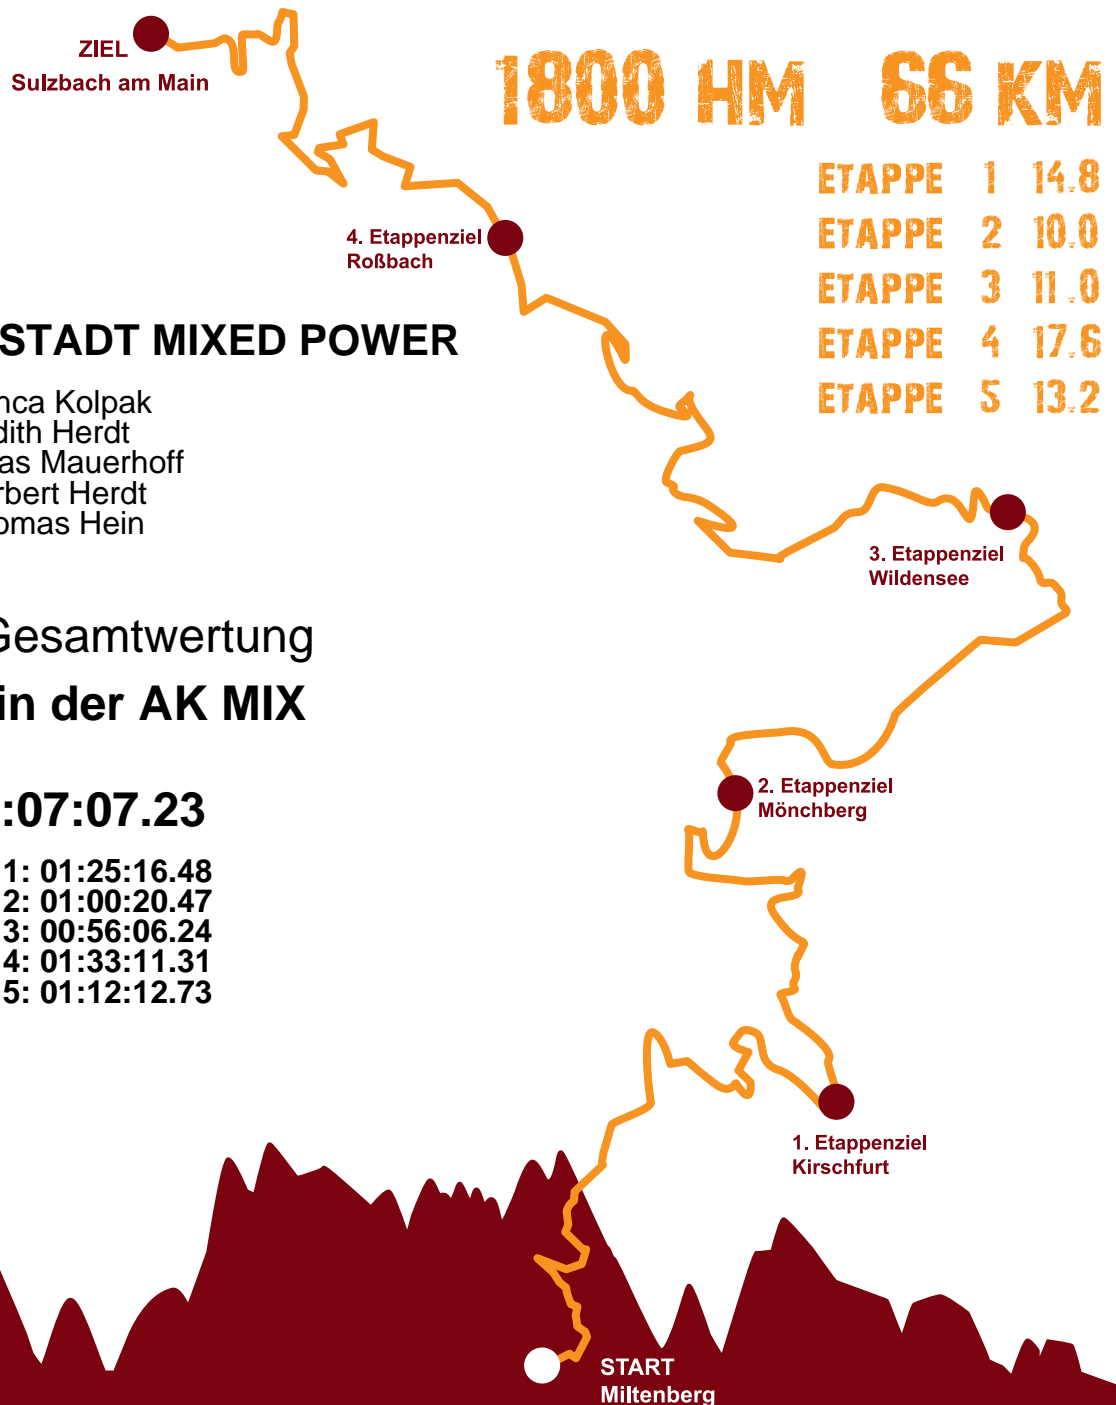 ZIEL
Sulzbach am Main
1800 HM 66 KM
ETAPPE 1 14.8
ETAPPE 2 10.0
ETAPPE 3 11.0
ETAPPE 4 17.6
ETAPPE 5 13.2
4. Etappenziel
Roßbach
STADT MIXED POWER
nca Kolpak
dith Herdt
as Mauerhoff
rbert Herdt
omas Hein
3. Etappenziel
Wildensee
Gesamtwertung
in der AK MIX
2. Etappenziel
Mönchberg
:07:07.23
1: 01:25:16.48
2: 01:00:20.47
3: 00:56:06.24
4: 01:33:11.31
5: 01:12:12.73
1. Etappenziel
Kirschfurt
START
Miltenberg